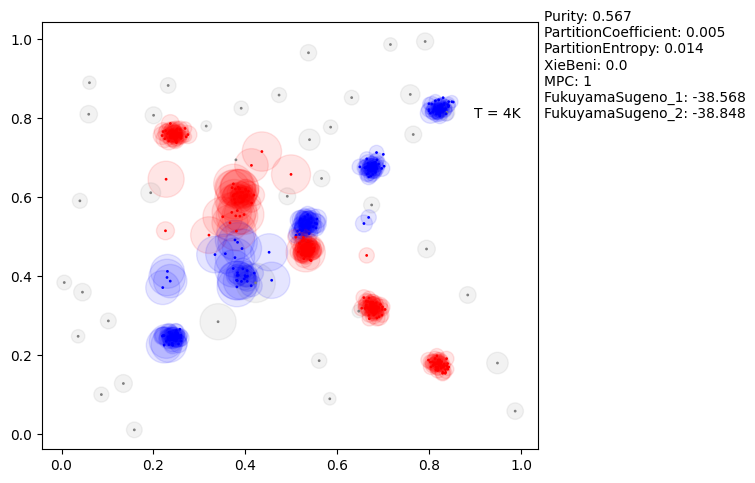 Purity: 0.567
PartitionCoefficient: 0.005
PartitionEntropy: 0.014
XieBeni: 0.0
MPC: 1
FukuyamaSugeno_1: -38.568
FukuyamaSugeno_2: -38.848
T = 4K
1.0
0.8
0.6
0.4
0.2
0.0
0.0 0.2 0.4 0.6 0.8 1.0